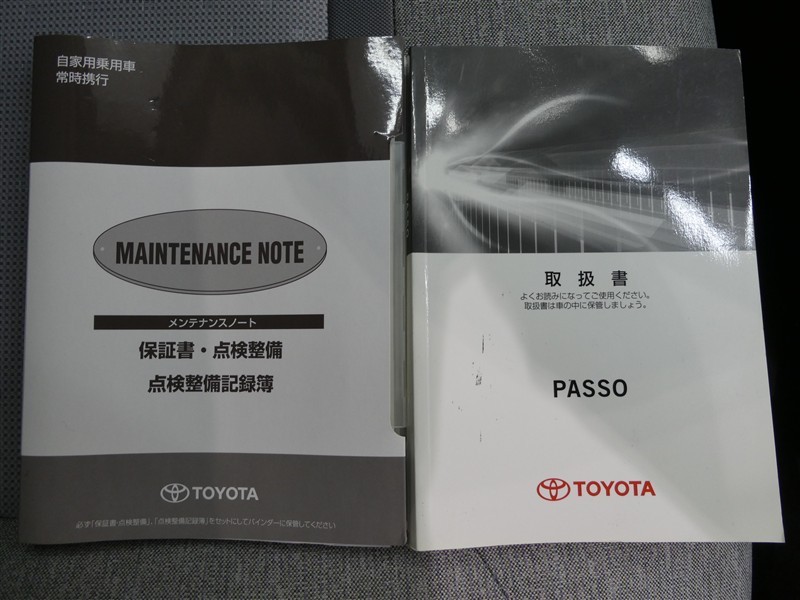 自家用乗用車
常時携行
MAINTENANCE NOTE
メンテナンスノート
保証書・点検整備
点検整備記録簿
TOYOTA
必ず「保証書・点検整備」、「点検整備記録簿」をセットにしてバインダーに保管してください
取扱書
よくお読みになってご使用ください。
取扱書は車の中に保管しましょう。
PASSO
TOYOTA